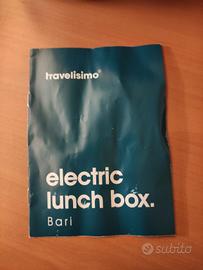 travelisimo®
electric
lunch box.
Bari
subito